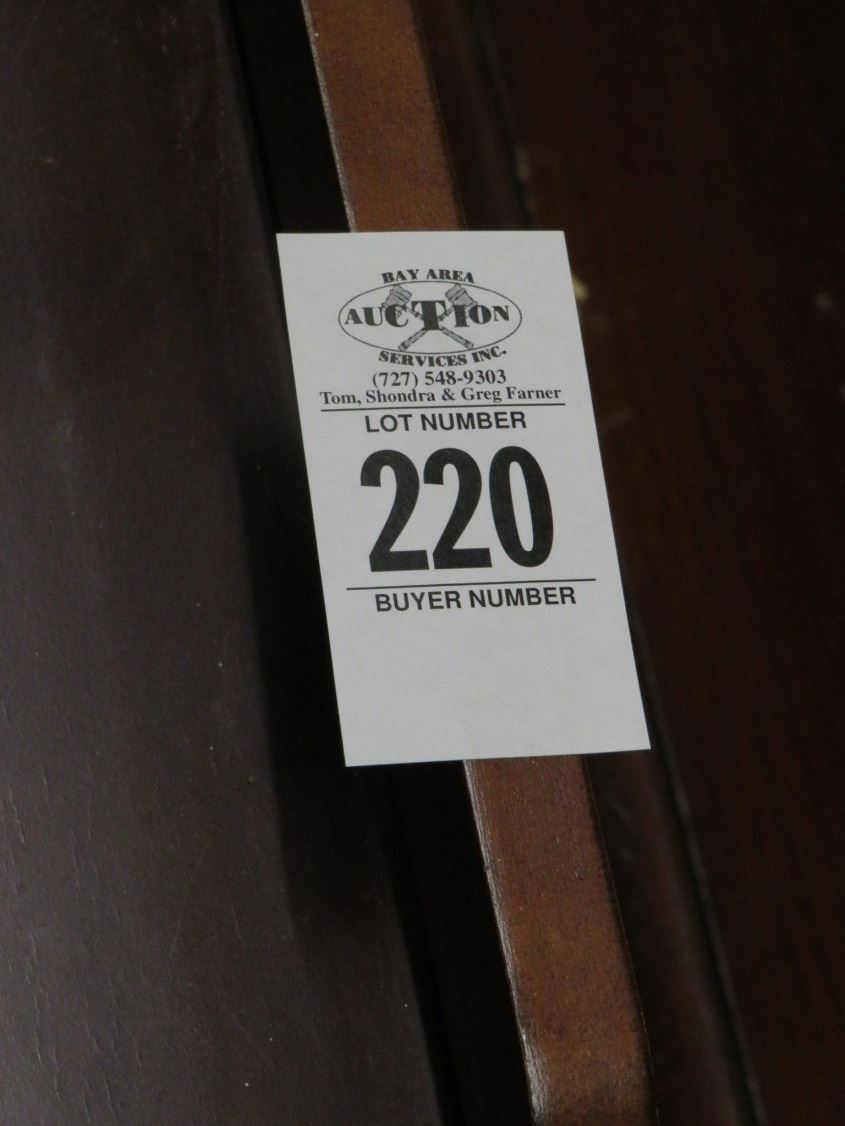 BAY AREA
AUCTION
SERVICES INC.
(727) 548-9303
Tom, Shondra & Greg Farner
LOT NUMBER
220
BUYER NUMBER